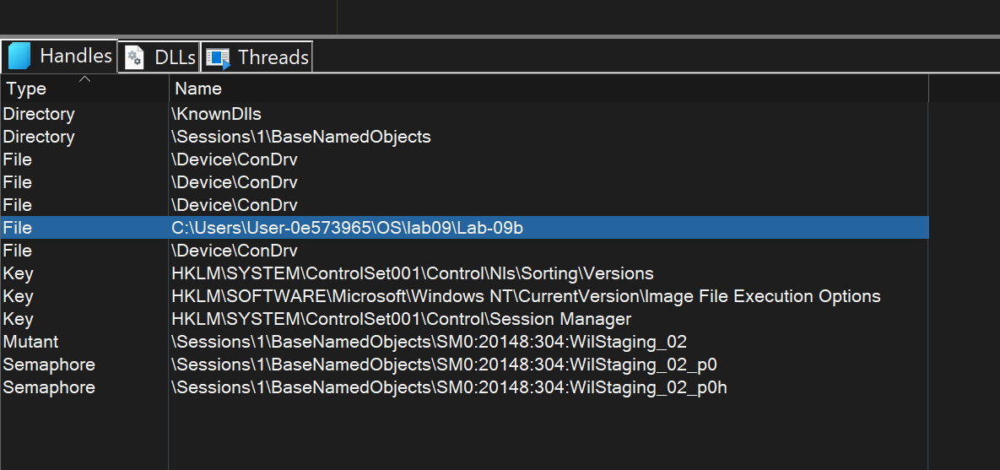 Handles DLLs Threads
Type Name
Directory \KnownDlls
Directory \Sessions\1\BaseNamedObjects
File \Device\ConDrv
File \Device\ConDrv
File \Device\ConDrv
File C:\Users\User-0e573965\OS\lab09\Lab-09b
File \Device\ConDrv
Key HKLM\SYSTEM\ControlSet001\Control\Nls\Sorting\Versions
Key HKLM\SOFTWARE\Microsoft\Windows NT\CurrentVersion\Image File Execution Options
Key HKLM\SYSTEM\ControlSet001\Control\Session Manager
Mutant \Sessions\1\BaseNamedObjects\SM0:20148:304:WilStaging_02
Semaphore \Sessions\1\BaseNamedObjects\SM0:20148:304:WilStaging_02_p0
Semaphore \Sessions\1\BaseNamedObjects\SM0:20148:304:WilStaging_02_p0h